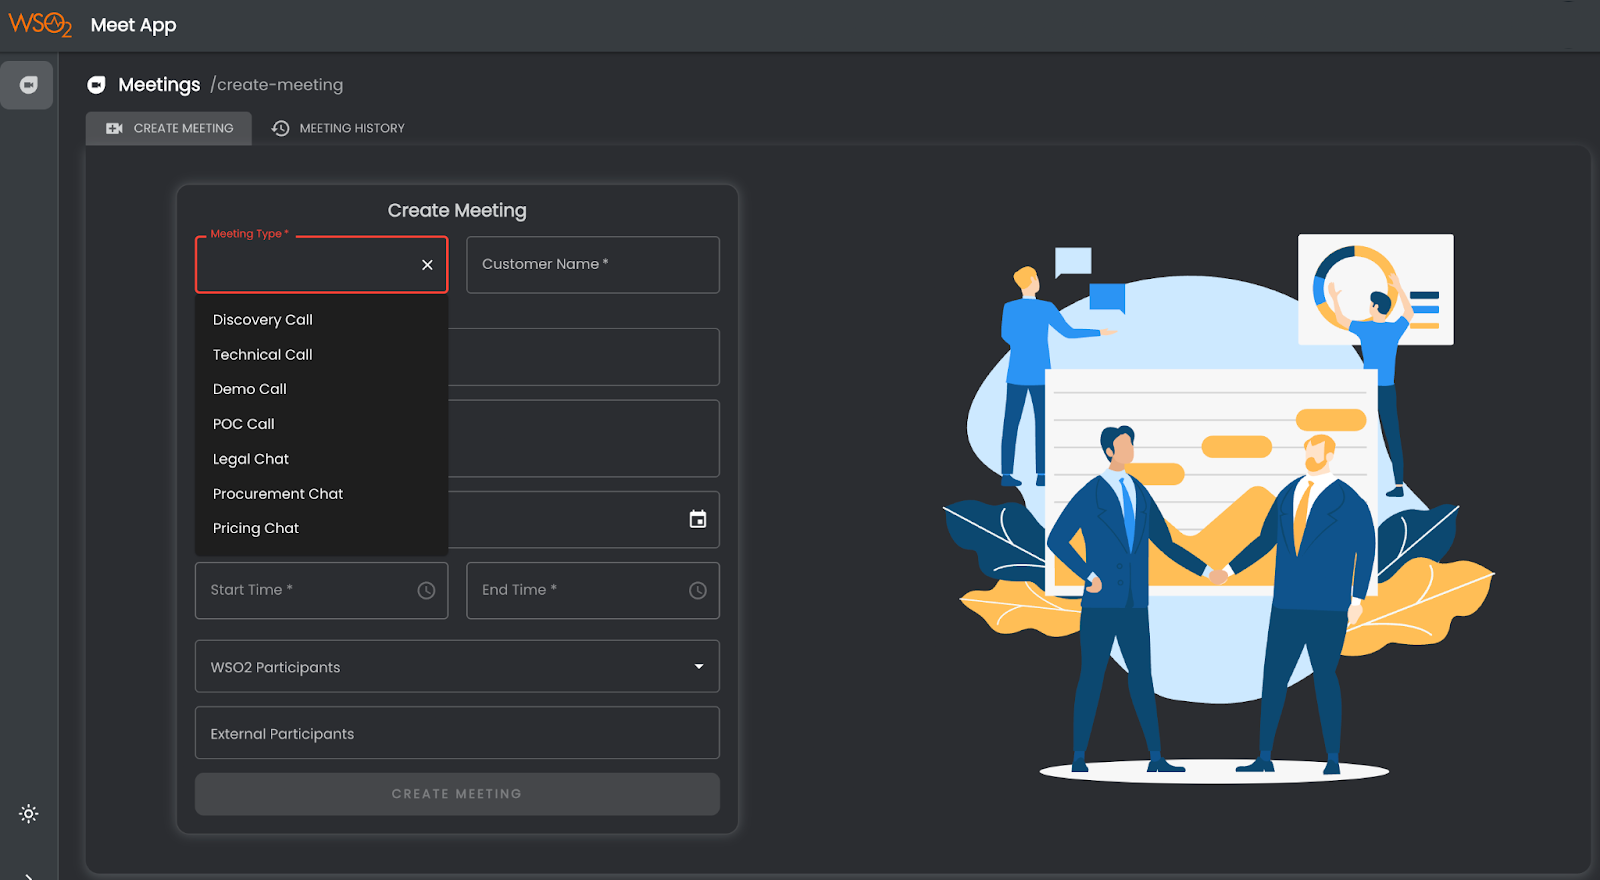 WSO2 Meet App
Meetings /create-meeting
CREATE MEETING MEETING HISTORY
Create Meeting
Meeting Type *
Customer Name *
Discovery Call
Technical Call
Demo Call
POC Call
Legal Chat
Procurement Chat
Pricing Chat
Start Time * End Time *
WSO2 Participants
External Participants
CREATE MEETING